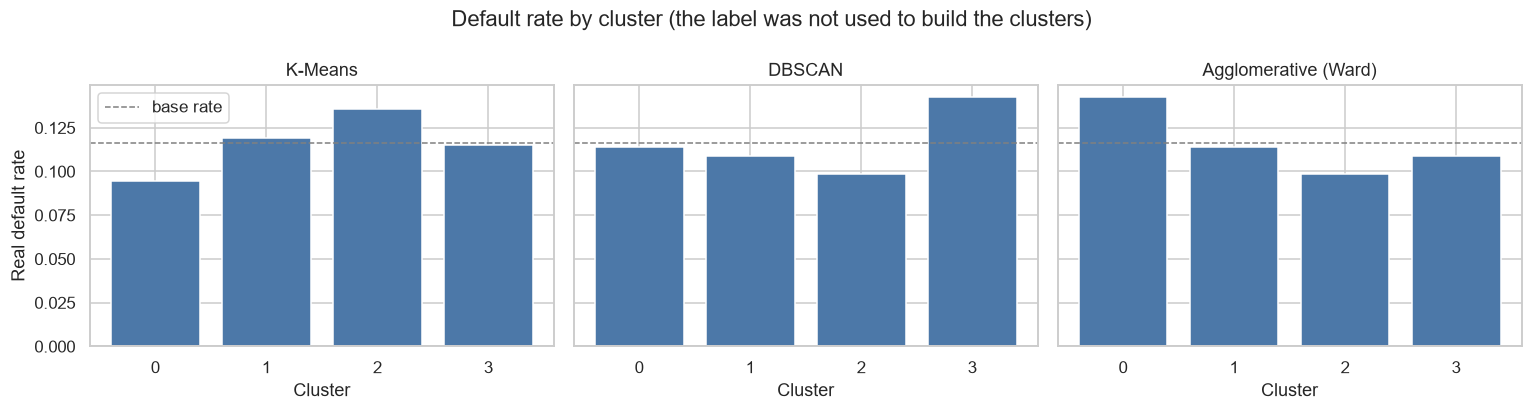 Default rate by cluster (the label was not used to build the clusters)
K-Means
DBSCAN
Agglomerative (Ward)
base rate
Real default rate
0.125
0.100
0.075
0.050
0.025
0.000
0 1 2 3
0 1 2 3
0 1 2 3
Cluster
Cluster
Cluster